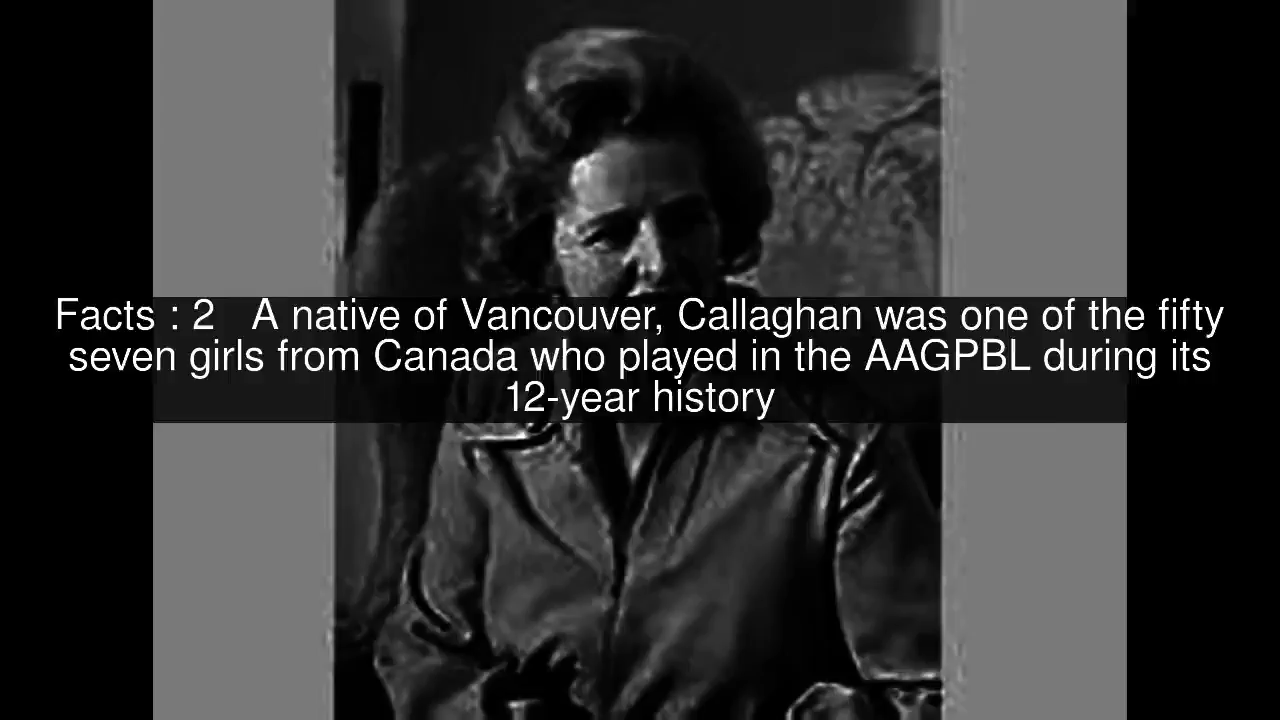 Facts : 2 A native of Vancouver, Callaghan was one of the fifty
seven girls from Canada who played in the AAGPBL during its
12-year history